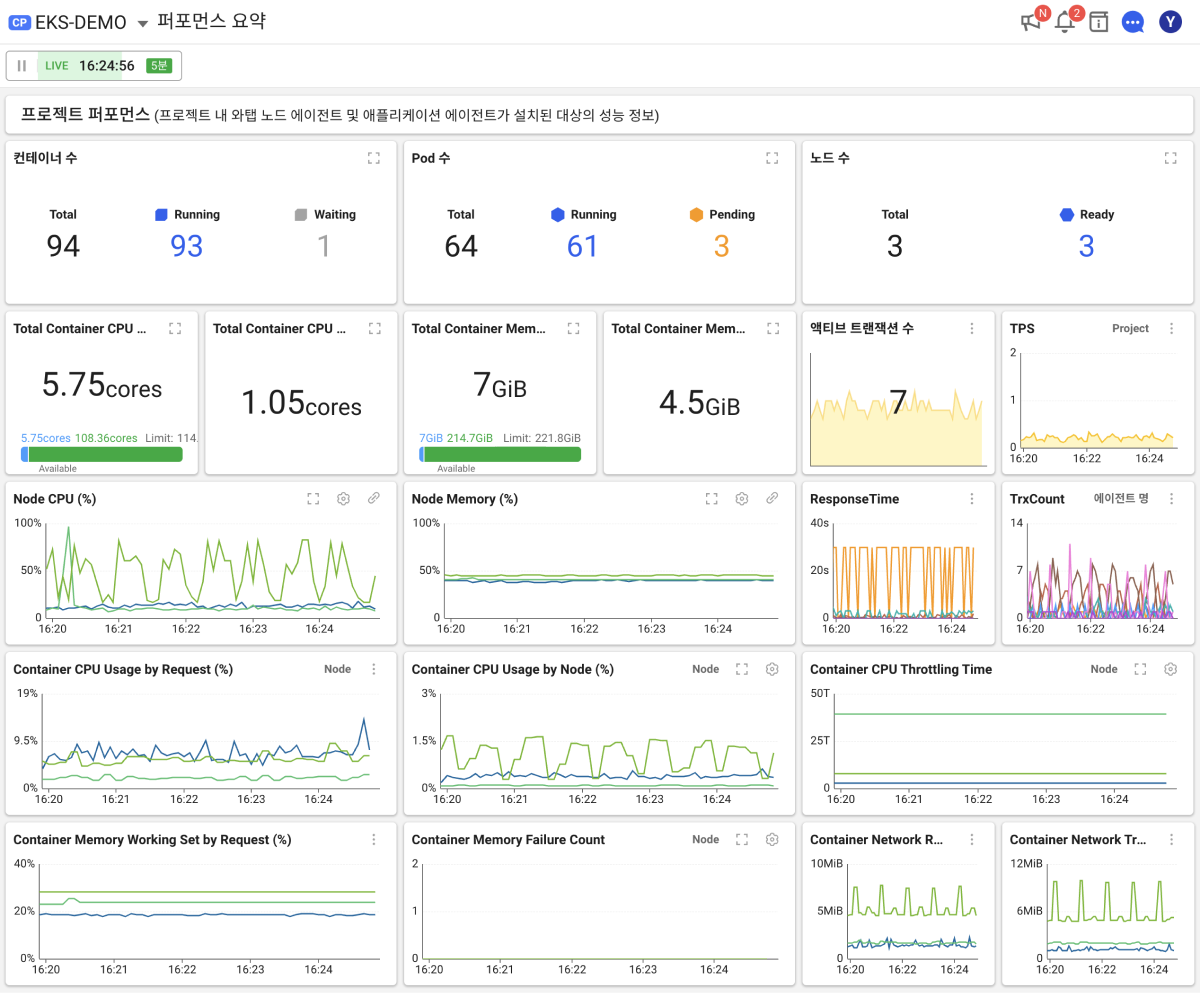 CP EKS-DEMO 퍼포먼스 요약 N 2 Y
LIVE 16:24:56 5분
프로젝트 퍼포먼스 (프로젝트 내 와탭 노드 에이전트 및 애플리케이션 에이전트가 설치된 대상의 성능 정보)
컨테이너 수
Total Running Waiting
94 93 1
Pod 수
Total Running Pending
64 61 3
노드 수
Total Ready
3 3
Total Container CPU ...
5.75cores
5.75cores 108.36cores Limit: 114.
Available
Total Container CPU ...
1.05cores
Total Container Mem...
7GiB
7GiB 214.7GiB Limit: 221.8GiB
Available
Total Container Mem...
4.5GiB
액티브 트랜잭션 수
7
TPS Project
2
1
0
16:20 16:22 16:24
Node CPU (%)
100%
50%
0
16:20 16:21 16:22 16:23 16:24
Node Memory (%)
100%
50%
0
16:20 16:21 16:22 16:23 16:24
ResponseTime
40s
20s
0
16:20 16:22 16:24
TrxCount 에이전트 명
14
7
0
16:20 16:22 16:24
Container CPU Usage by Request (%) Node
19%
9.5%
0%
16:20 16:21 16:22 16:23 16:24
Container CPU Usage by Node (%) Node
3%
1.5%
0%
16:20 16:21 16:22 16:23 16:24
Container CPU Throttling Time Node
50T
25T
0
16:20 16:21 16:22 16:23 16:24
Container Memory Working Set by Request (%)
40%
20%
0%
16:20 16:21 16:22 16:23 16:24
Container Memory Failure Count Node
2
1
0
16:20 16:21 16:22 16:23 16:24
Container Network R...
10MiB
5MiB
0
16:20 16:22 16:24
Container Network Tr...
12MiB
6MiB
0
16:20 16:22 16:24